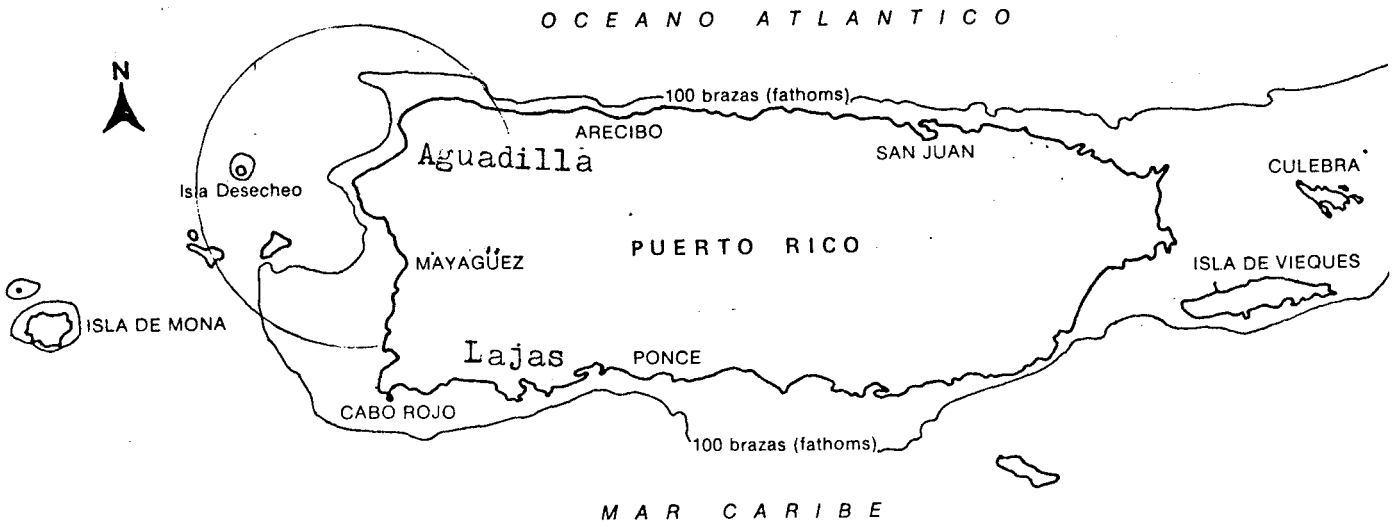 OCEANO ATLANTICO
N
100 brazas (fathoms)
ARECIBO
Aguadilla
SAN JUAN
CULEBRA
Isla Desecheo
PUERTO RICO
MAYAGÜEZ
ISLA DE VIEQUES
ISLA DE MONA
Lajas
PONCE
CABO ROJO
100 brazas (fathoms)
MAR CARIBE